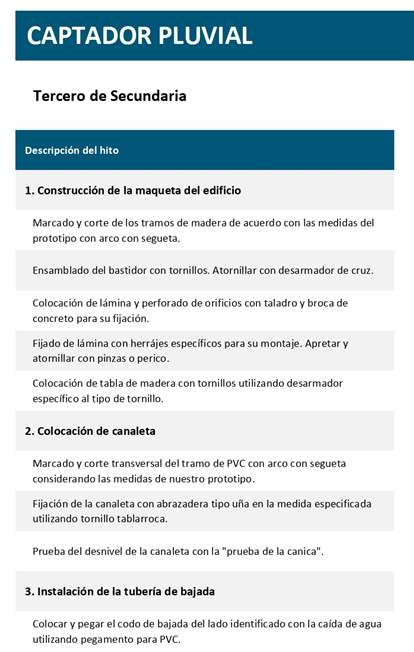 CAPTADOR PLUVIAL
Tercero de Secundaria
Descripción del hito
1. Construcción de la maqueta del edificio
Marcado y corte de los tramos de madera de acuerdo con las medidas del
prototipo con arco con segueta.
Ensamblado del bastidor con tornillos. Atornillar con desarmador de cruz.
Colocación de lámina y perforado de orificios con taladro y broca de
concreto para su fijación.
Fijado de lámina con herrájes específicos para su montaje. Apretar y
atornillar con pinzas o perico.
Colocación de tabla de madera con tornillos utilizando desarmador
específico al tipo de tornillo.
2. Colocación de canaleta
Marcado y corte transversal del tramo de PVC con arco con segueta
considerando las medidas de nuestro prototipo.
Fijación de la canaleta con abrazadera tipo uña en la medida especificada
utilizando tornillo tablarroca.
Prueba del desnivel de la canaleta con la "prueba de la canica".
3. Instalación de la tubería de bajada
Colocar y pegar el codo de bajada del lado identificado con la caída de agua
utilizando pegamento para PVC.